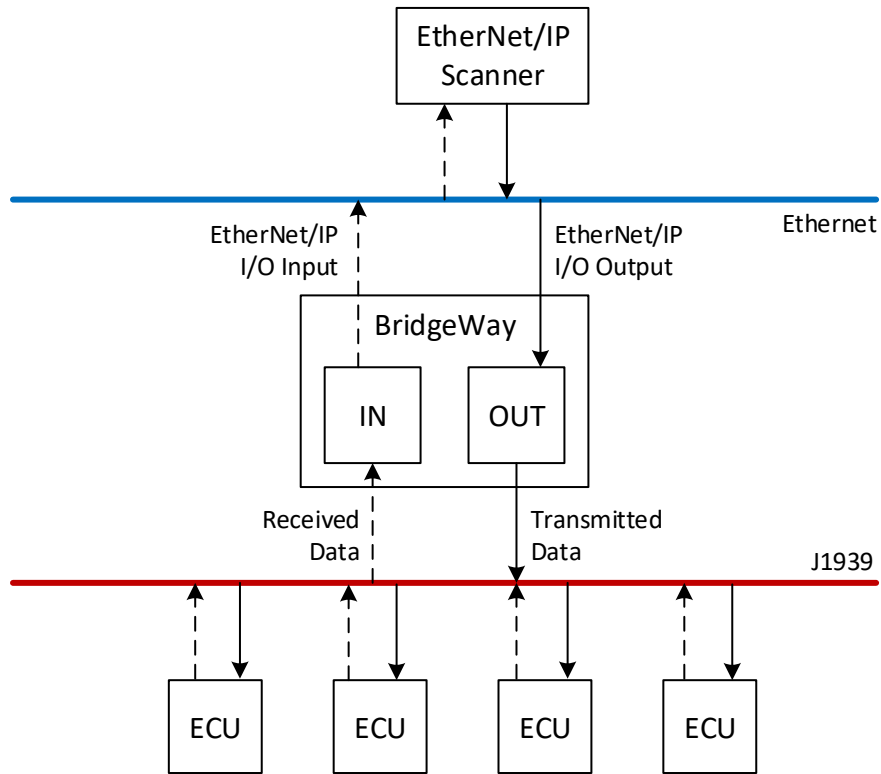 EtherNet/IP
Scanner
Ethernet
EtherNet/IP
I/O Input
EtherNet/IP
I/O Output
BridgeWay
IN
OUT
Received
Data
Transmitted
Data
J1939
ECU
ECU
ECU
ECU